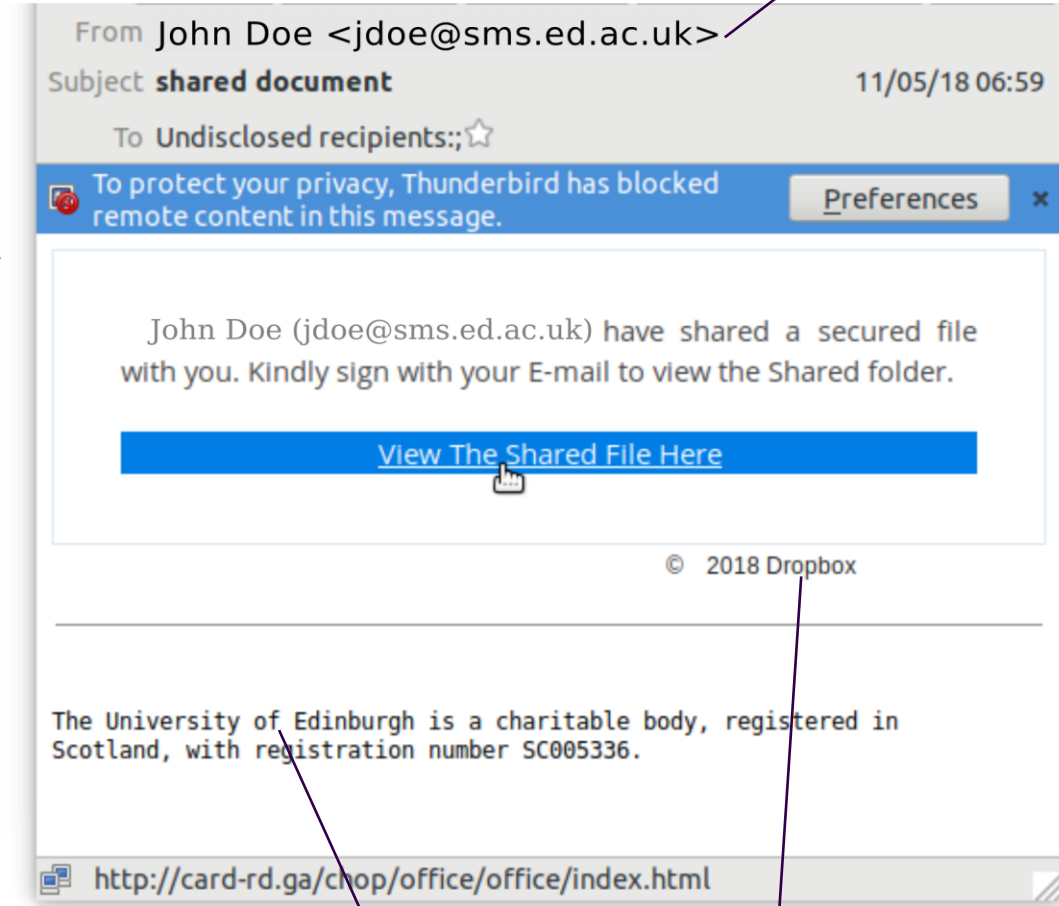 From John Doe <jdoe@sms.ed.ac.uk>
Subject shared document 11/05/18 06:59
To Undisclosed recipients:;
To protect your privacy, Thunderbird has blocked
remote content in this message.
Preferences
John Doe (jdoe@sms.ed.ac.uk) have shared a secured file
with you. Kindly sign with your E-mail to view the Shared folder.
View The Shared File Here
© 2018 Dropbox
The University of Edinburgh is a charitable body, registered in
Scotland, with registration number SC005336.
http://card-rd.ga/chop/office/office/index.html